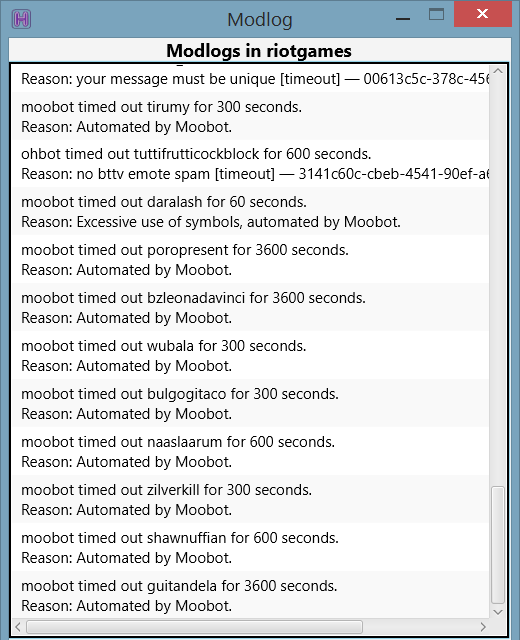 Modlog
Modlogs in riotgames
Reason: your message must be unique [timeout] — 00613c5c-378c-456
moobot timed out tirumy for 300 seconds.
Reason: Automated by Moobot.
ohbot timed out tuttifrutticockblock for 600 seconds.
Reason: no bttv emote spam [timeout] — 3141c60c-cbeb-4541-90ef-a6
moobot timed out daralash for 60 seconds.
Reason: Excessive use of symbols, automated by Moobot.
moobot timed out poropresent for 3600 seconds.
Reason: Automated by Moobot.
moobot timed out bzleonadavinci for 3600 seconds.
Reason: Automated by Moobot.
moobot timed out wubala for 300 seconds.
Reason: Automated by Moobot.
moobot timed out bulgogitaco for 300 seconds.
Reason: Automated by Moobot.
moobot timed out naaslaarum for 600 seconds.
Reason: Automated by Moobot.
moobot timed out zilverkill for 300 seconds.
Reason: Automated by Moobot.
moobot timed out shawnuffian for 600 seconds.
Reason: Automated by Moobot.
moobot timed out guitandela for 3600 seconds.
Reason: Automated by Moobot.